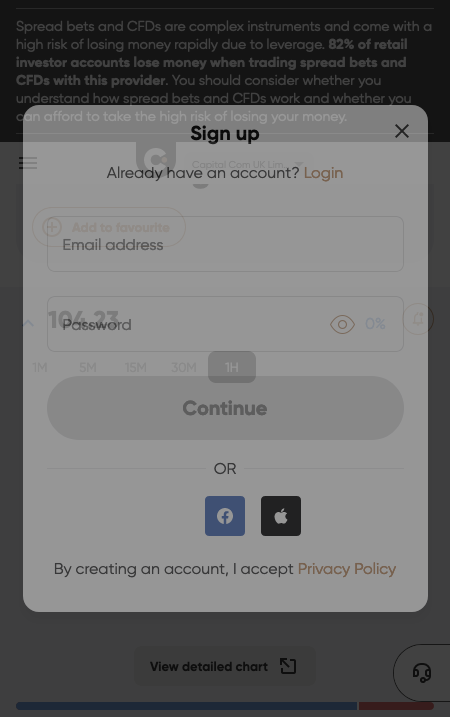 Spread bets and CFDs are complex instruments and come with a
high risk of losing money rapidly due to leverage. 82% of retail
investor accounts lose money when trading spread bets and
CFDs with this provider. You should consider whether you
understand how spread bets and CFDs work and whether you
can afford to take the high risk of losing your money.
Sign up
Capital Com UK Lim...
Already have an account? Login
Add to favourite
Email address
104.23
Password
0%
1M 5M 15M 30M 1H
Continue
OR
By creating an account, I accept Privacy Policy
View detailed chart